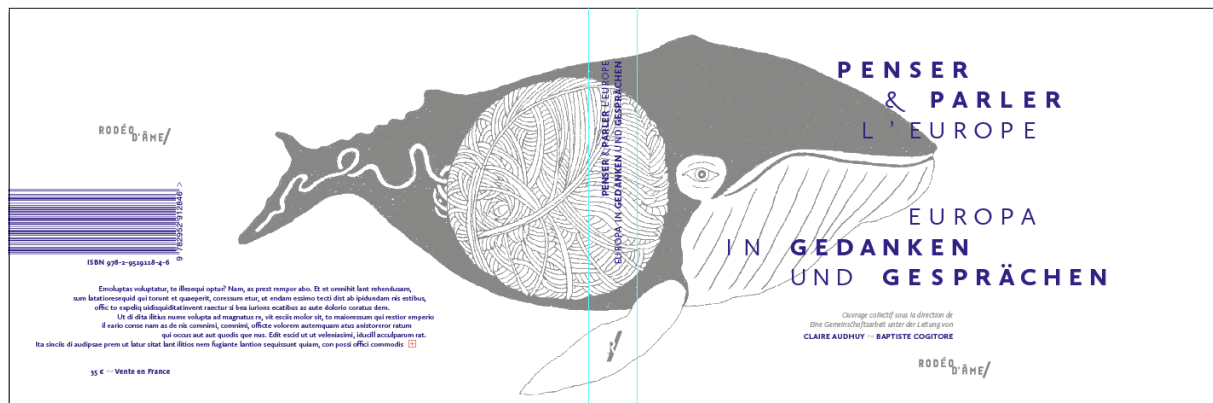 RODÉO
D'ÂME/
9 782952 912846 >
ISBN 978-2-9529128-4-6
Emoluptas voluptatur, te illesequi optur? Nam, as prest rempor abo. Et et omnihit lant rehendusam,
sum latatioresequid qui torunt et quaeperit, coressum etur, ut endam essimo tecti dist ab ipidundam nis estibus,
offic to expeliq uidisquiditatinvent raectur si bea iurions ecatibus as aute dolorio coratus dem.
Ut di dita ilitius nume volupta ad magnatus re, vit esciis molor sit, to maioressum qui restior emperio
il eario conse nam as de nis comnimi, comnimi, officte volorem autemquam atus anistoreror ratum
qui occus aut aut quodis que nus. Edit escid ut ut veleniasimi, iducill acculparum rat.
Ita sinciis di audipsae prem ut latur sitat lant ilitios nem fugiante lantion sequissunt quiam, con possi offici commodis
35 € ~ Vente en France
PENSER & PARLER L'EUROPE
EUROPA IN GEDANKEN UND GESPRÄCHEN
PENSER
& PARLER
L'EUROPE
EUROPA
IN GEDANKEN
UND GESPRÄCHEN
Ouvrage collectif sous la direction de
Eine Gemeinschaftsarbeit unter der Leitung von
CLAIRE AUDHUY ~ BAPTISTE COGITORE
RODÉO
D'ÂME/